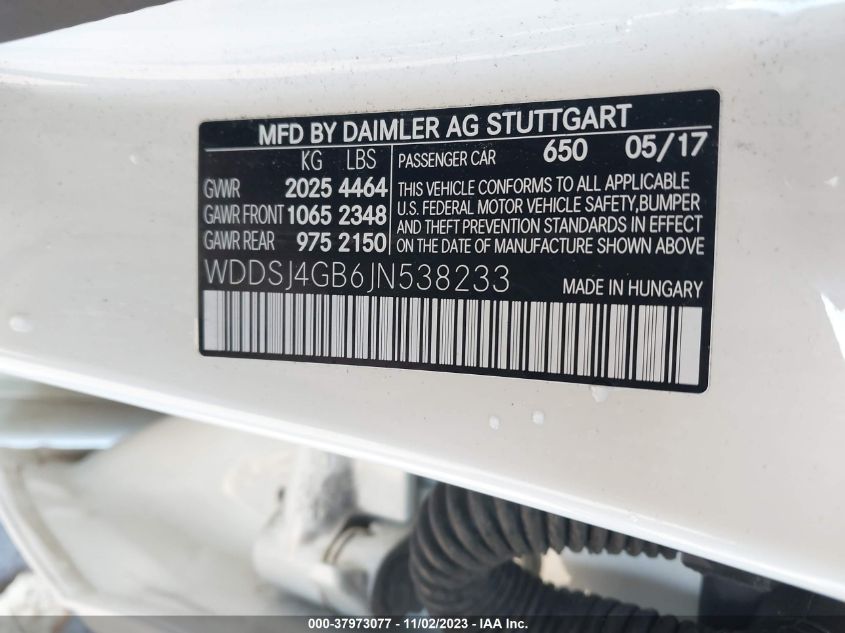 MFD BY DAIMLER AG STUTTGART
KG LBS
GVWR 2025 4464
GAWR FRONT 1065 2348
GAWR REAR 975 2150
PASSENGER CAR 650 05/17
THIS VEHICLE CONFORMS TO ALL APPLICABLE
U.S. FEDERAL MOTOR VEHICLE SAFETY,BUMPER
AND THEFT PREVENTION STANDARDS IN EFFECT
ON THE DATE OF MANUFACTURE SHOWN ABOVE
WDDSJ4GB6JN538233
MADE IN HUNGARY
000-37973077 - 11/02/2023 - IAA Inc.